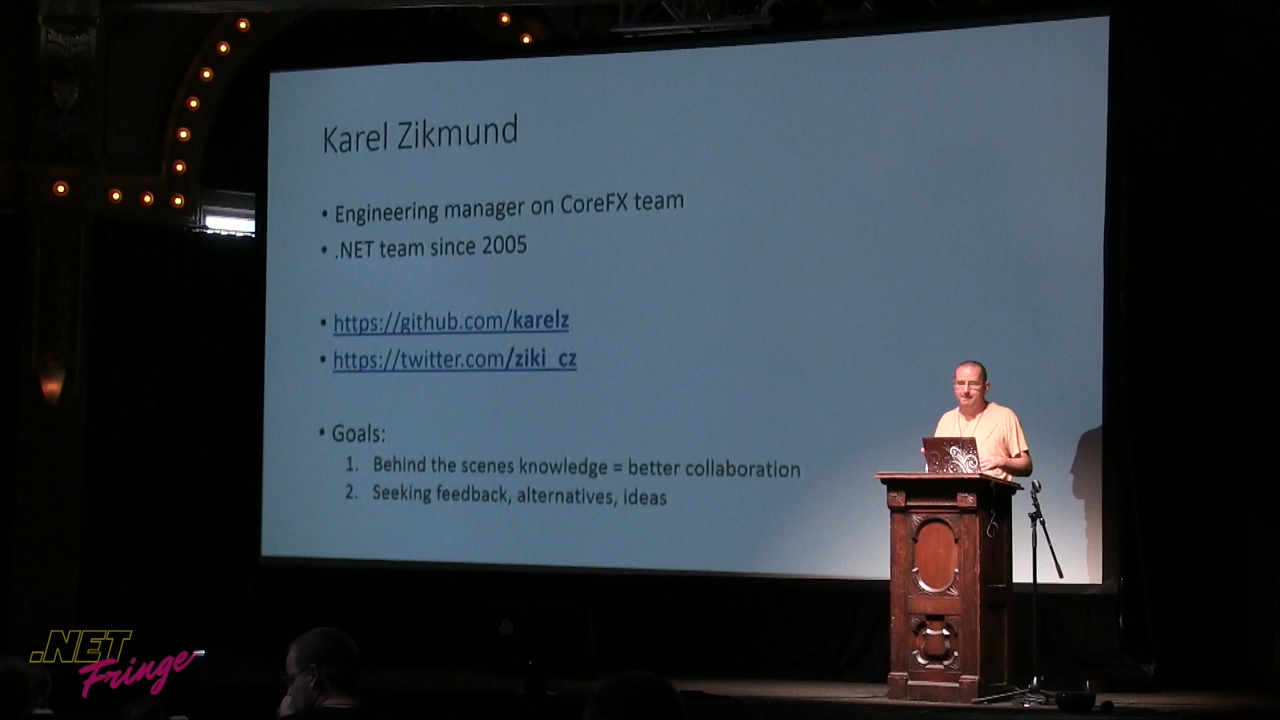 Karel Zikmund
• Engineering manager on CoreFX team
• .NET team since 2005
• https://github.com/karelz
• https://twitter.com/ziki_cz
• Goals:
1. Behind the scenes knowledge = better collaboration
2. Seeking feedback, alternatives, ideas
.NET
Fringe